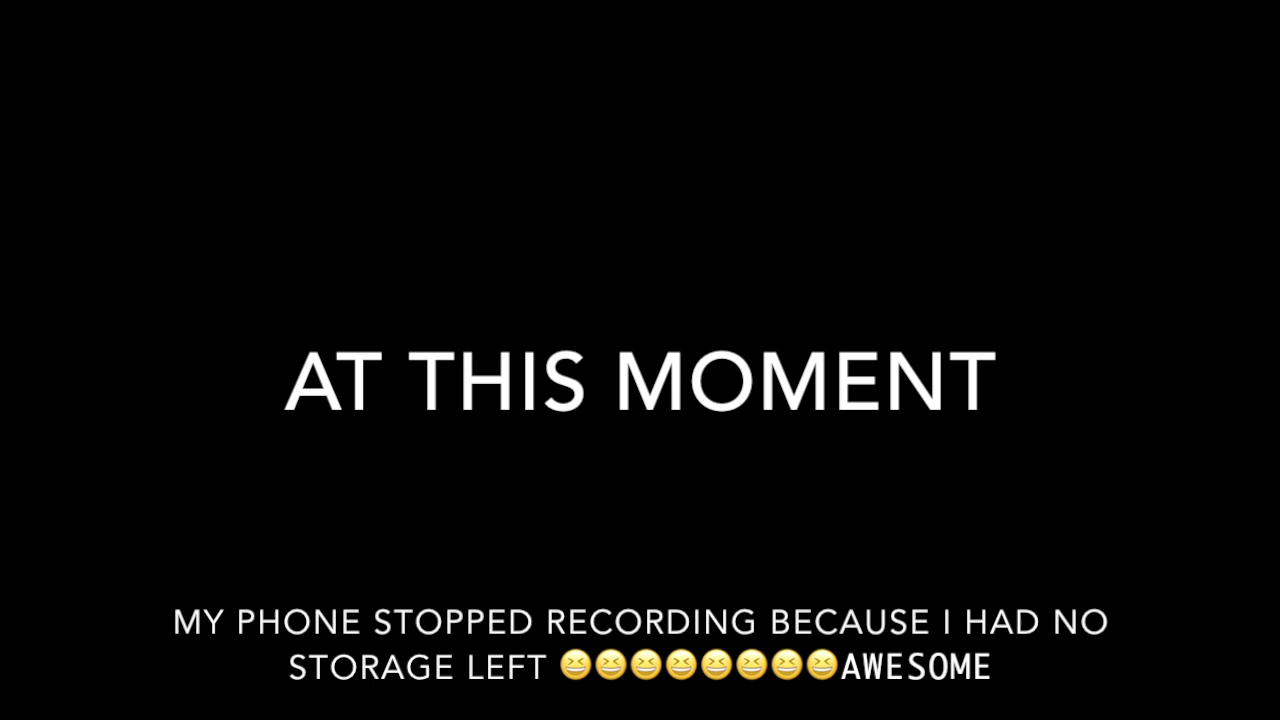 AT THIS MOMENT
MY PHONE STOPPED RECORDING BECAUSE I HAD NO
STORAGE LEFT 😆😆😆😆😆😆😆😆AWESOME